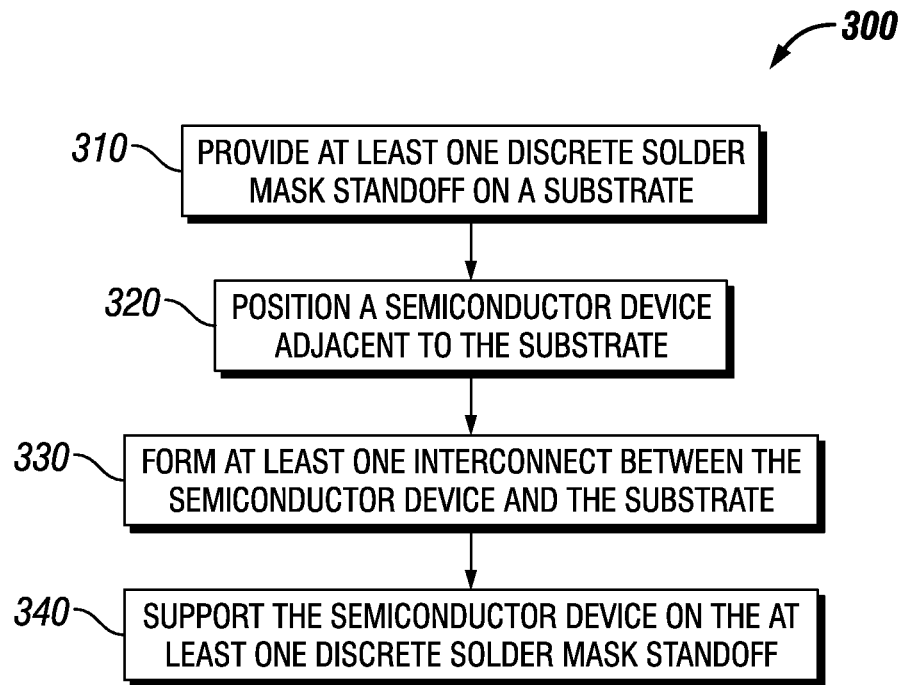 300
310
PROVIDE AT LEAST ONE DISCRETE SOLDER
MASK STANDOFF ON A SUBSTRATE
320
POSITION A SEMICONDUCTOR DEVICE
ADJACENT TO THE SUBSTRATE
330
FORM AT LEAST ONE INTERCONNECT BETWEEN THE
SEMICONDUCTOR DEVICE AND THE SUBSTRATE
340
SUPPORT THE SEMICONDUCTOR DEVICE ON THE AT
LEAST ONE DISCRETE SOLDER MASK STANDOFF